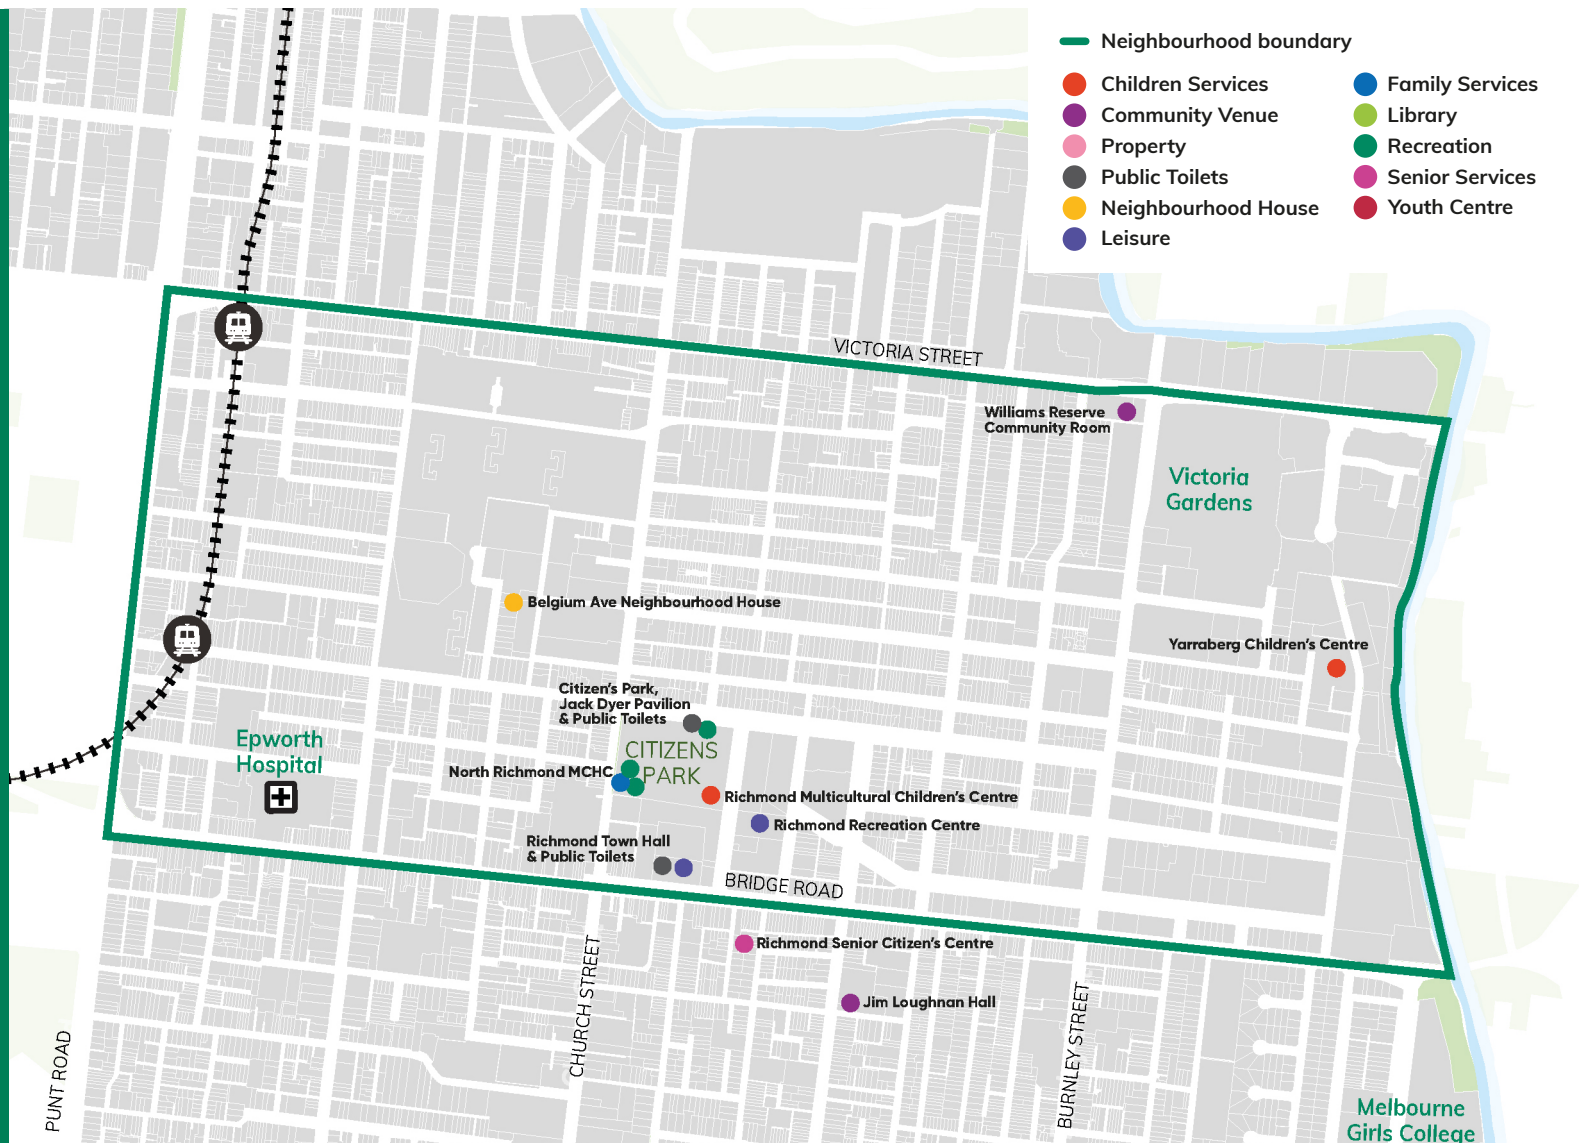 Neighbourhood boundary
Children Services
Community Venue
Property
Public Toilets
Neighbourhood House
Leisure
Family Services
Library
Recreation
Senior Services
Youth Centre
VICTORIA STREET
Williams Reserve
Community Room
Victoria
Gardens
Belgium Ave Neighbourhood House
Yarraberg Children's Centre
Citizen's Park,
Jack Dyer Pavilion
& Public Toilets
CITIZENS
PARK
Epworth
Hospital
North Richmond MCHC
Richmond Multicultural Children's Centre
Richmond Recreation Centre
Richmond Town Hall
& Public Toilets
BRIDGE ROAD
Richmond Senior Citizen's Centre
Jim Loughnan Hall
CHURCH STREET
BURNLEY STREET
PUNT ROAD
Melbourne
Girls College